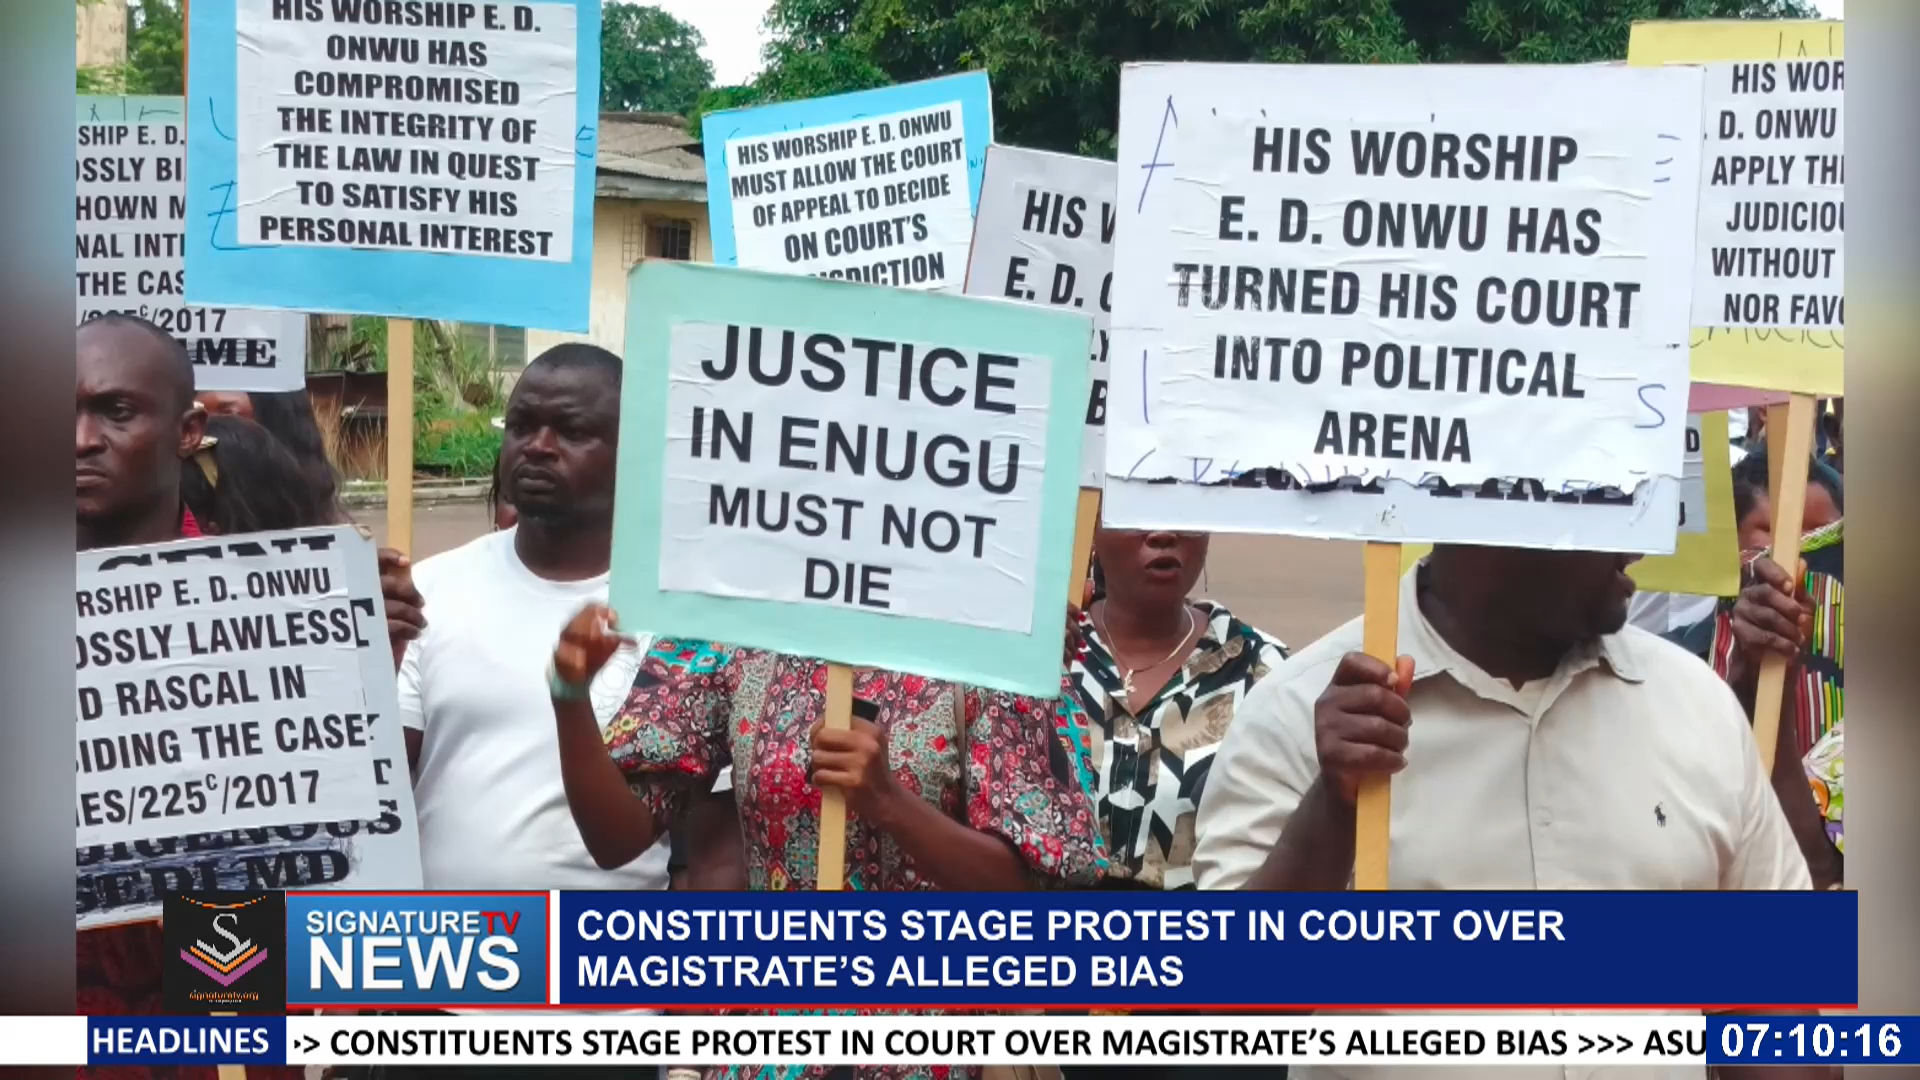 SHIP E. D.
HOWN M
THE CAS
/2017
HIS WORSHIP E. D.
ONWU HAS
COMPROMISED
THE INTEGRITY OF
THE LAW IN QUEST
TO SATISFY HIS
PERSONAL INTEREST
HIS WORSHIP E. D. ONWU
MUST ALLOW THE COURT
OF APPEAL TO DECIDE
ON COURT'S
HIS
E. D.
HIS WORSHIP
E. D. ONWU HAS
TURNED HIS COURT
INTO POLITICAL
ARENA
HIS WOR
D. ONWU
APPLY TH
JUDICIO
WITHOUT
NOR FAV
JUSTICE
IN ENUGU
MUST NOT
DIE
RSHIP E. D. ONWU
OSSLY LAWLESS
D RASCAL IN
IDING THE CASE
ES/225ᶜ/2017
S
signaturetv.org
SIGNATURETV
NEWS
CONSTITUENTS STAGE PROTEST IN COURT OVER
MAGISTRATE'S ALLEGED BIAS
HEADLINES
> CONSTITUENTS STAGE PROTEST IN COURT OVER MAGISTRATE'S ALLEGED BIAS >>> ASU
07:10:16